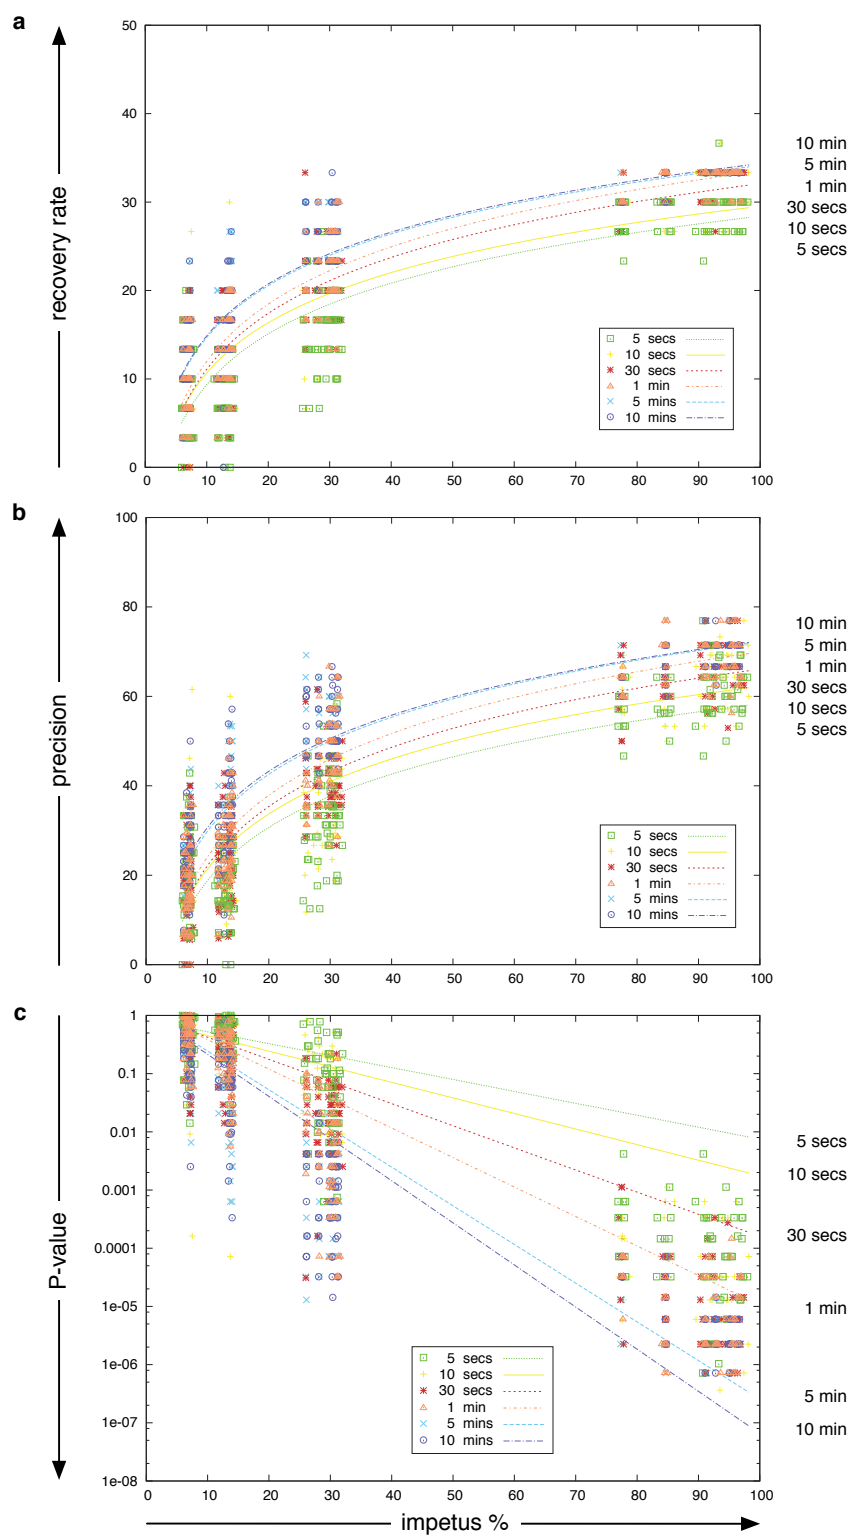 a
50
40
30
20
10
0
recovery rate
10 min
5 min
1 min
30 secs
10 secs
5 secs
5 secs
10 secs
30 secs
1 min
5 mins
10 mins
0 10 20 30 40 50 60 70 80 90 100
b
100
80
60
40
20
0
precision
10 min
5 min
1 min
30 secs
10 secs
5 secs
5 secs
10 secs
30 secs
1 min
5 mins
10 mins
0 10 20 30 40 50 60 70 80 90 100
c
1
0.1
0.01
0.001
0.0001
1e-05
1e-06
1e-07
1e-08
P-value
5 secs
10 secs
30 secs
1 min
5 min
10 min
5 secs
10 secs
30 secs
1 min
5 mins
10 mins
0 10 20 30 40 50 60 70 80 90 100
impetus %